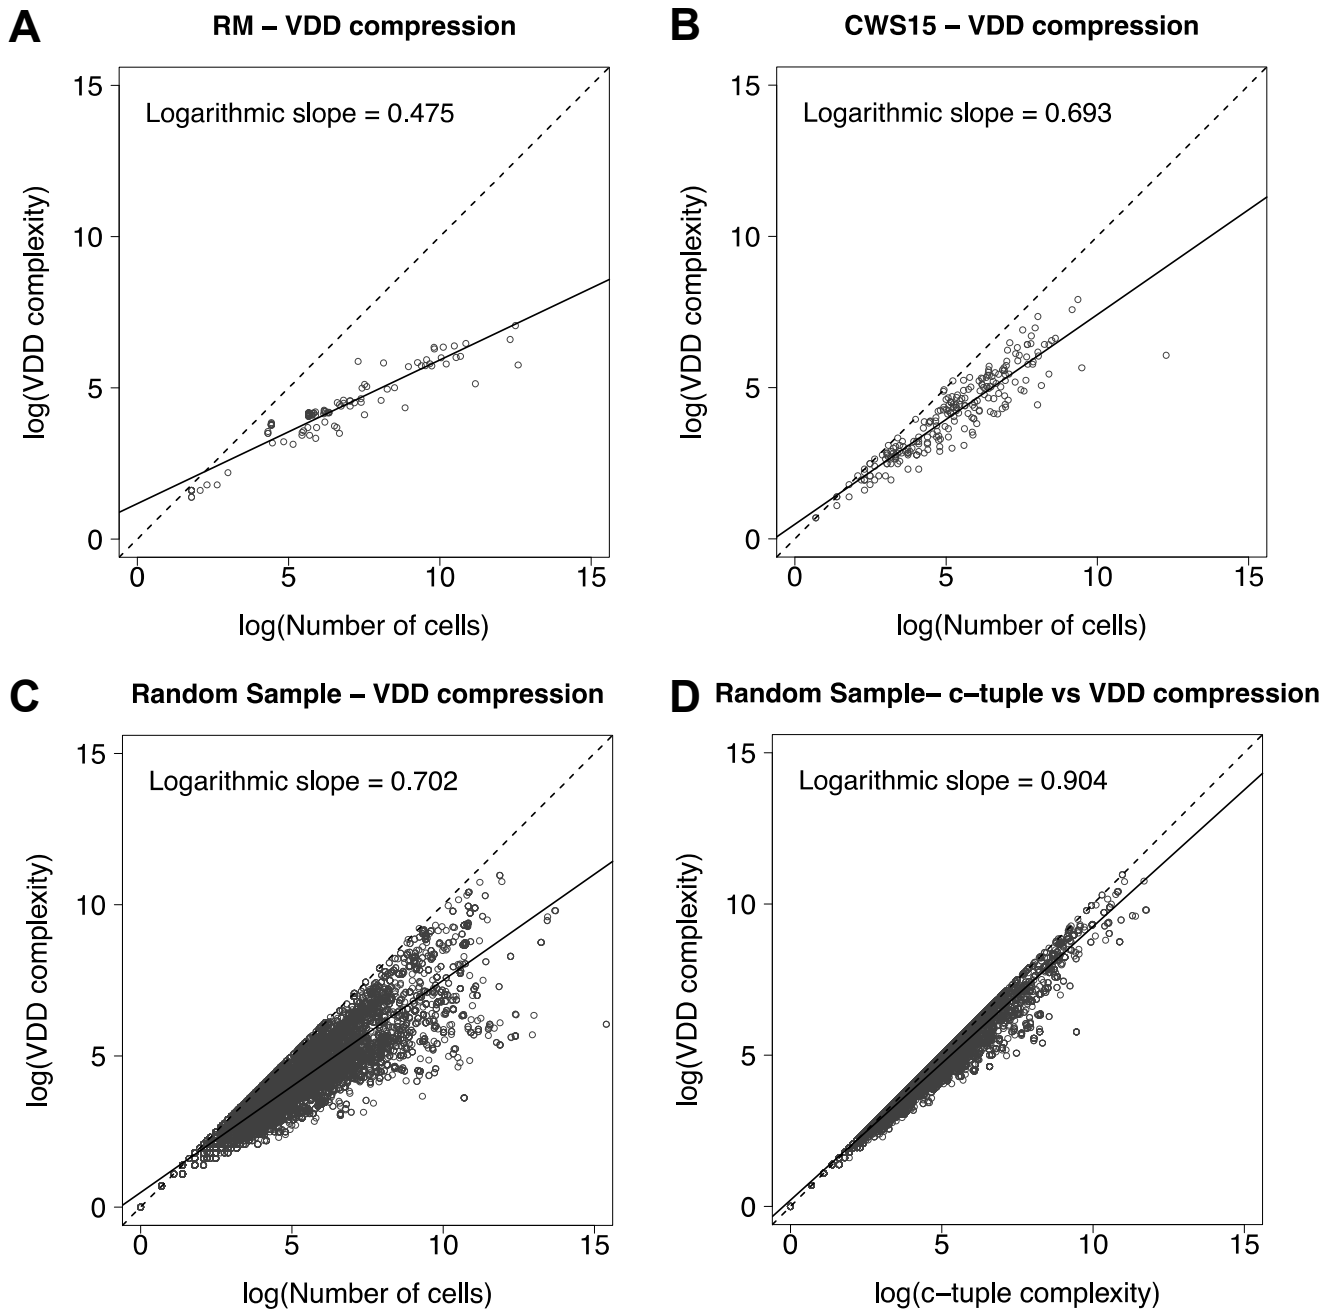 A
RM – VDD compression
Logarithmic slope = 0.475
log(VDD complexity)
15
10
5
0
0 5 10 15
log(Number of cells)
B
CWS15 – VDD compression
Logarithmic slope = 0.693
log(VDD complexity)
15
10
5
0
0 5 10 15
log(Number of cells)
C
Random Sample – VDD compression
Logarithmic slope = 0.702
log(VDD complexity)
15
10
5
0
0 5 10 15
log(Number of cells)
D
Random Sample– c–tuple vs VDD compression
Logarithmic slope = 0.904
log(VDD complexity)
15
10
5
0
0 5 10 15
log(c–tuple complexity)